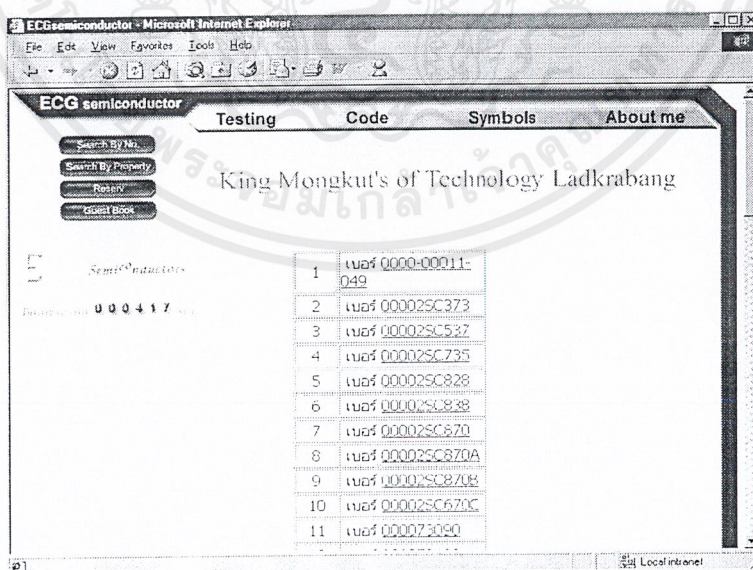 ECGsemiconductor - Microsoft Internet Explorer
File Edit View Favorites Tools Help
ECG semiconductor
Testing Code Symbols About me
Search By No.
Search By Property
Reserv
Guest Book
King Mongkut's of Technology Ladkrabang
Semiconductors
000417
1 เบอร์ 0000-00011-
049
2 เบอร์ 00002SC373
3 เบอร์ 00002SC537
4 เบอร์ 00002SC735
5 เบอร์ 00002SC828
6 เบอร์ 00002SC838
7 เบอร์ 00002SC870
8 เบอร์ 00002SC870A
9 เบอร์ 00002SC870B
10 เบอร์ 00002SC870C
11 เบอร์ 000073090
Local intranet